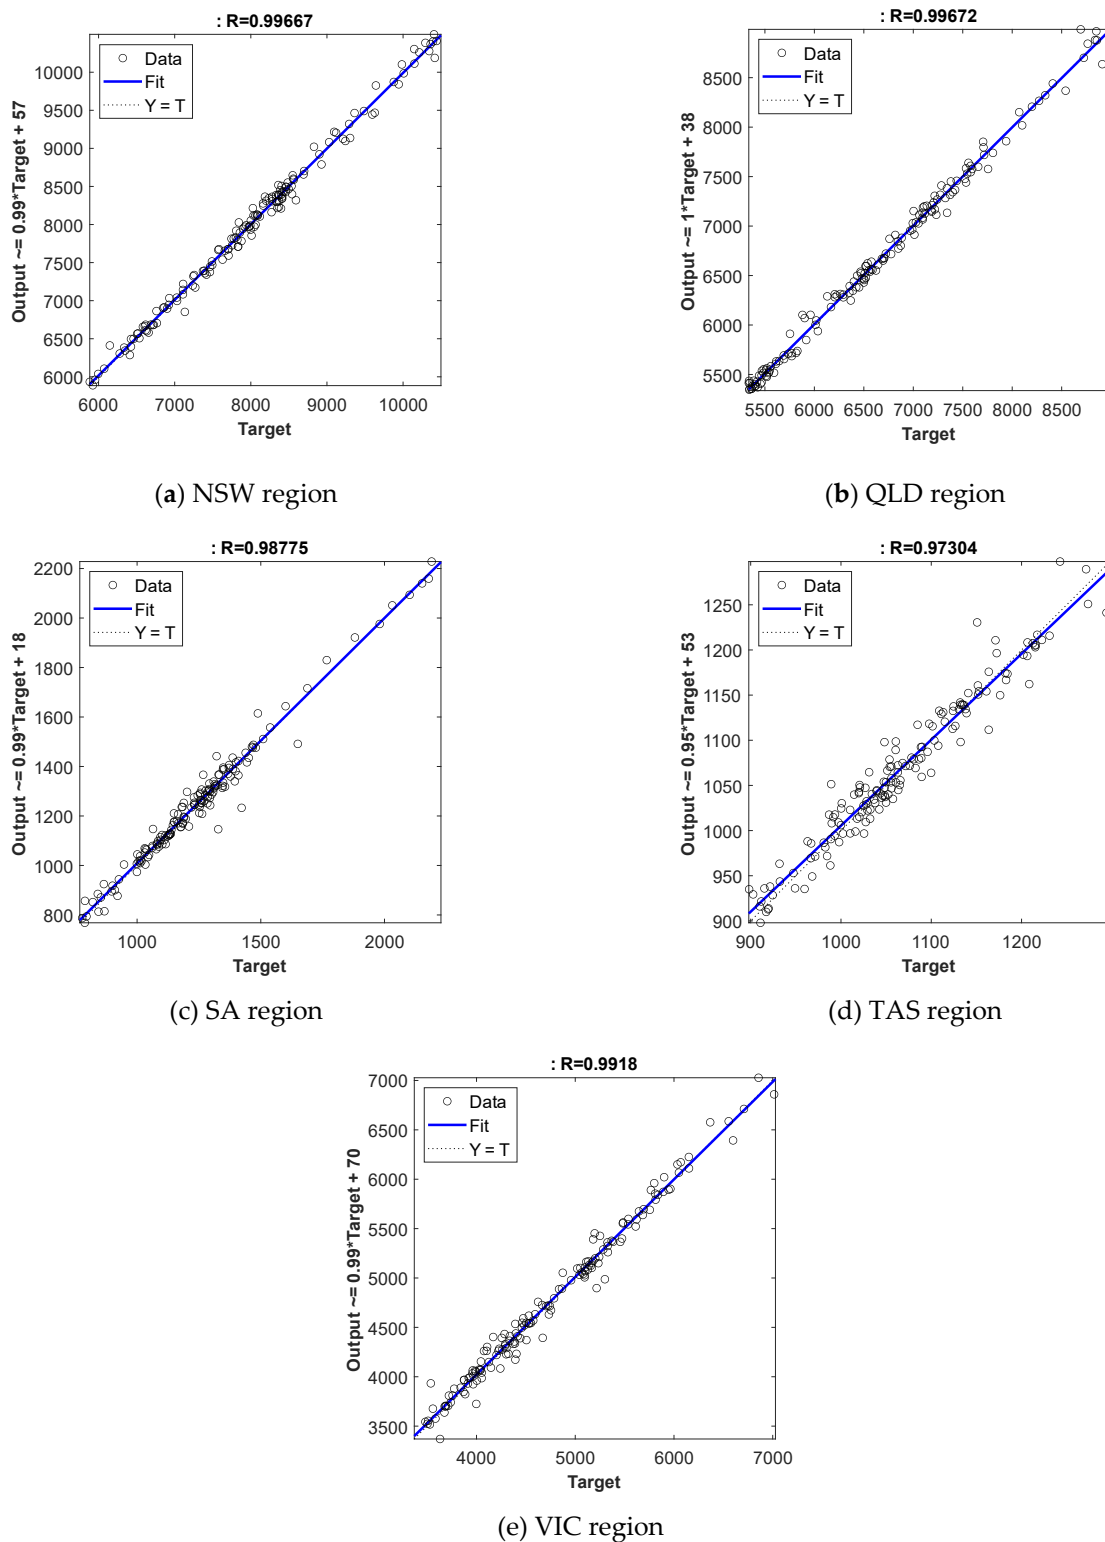 : R=0.99667
Output ~= 0.99*Target + 57
10000
9500
9000
8500
8000
7500
7000
6500
6000
Data
Fit
Y = T
6000 7000 8000 9000 10000
Target
(a) NSW region
: R=0.99672
Output ~= 1*Target + 38
8500
8000
7500
7000
6500
6000
5500
Data
Fit
Y = T
5500 6000 6500 7000 7500 8000 8500
Target
(b) QLD region
: R=0.98775
Output ~= 0.99*Target + 18
2200
2000
1800
1600
1400
1200
1000
800
Data
Fit
Y = T
1000 1500 2000
Target
(c) SA region
: R=0.97304
Output ~= 0.95*Target + 53
1250
1200
1150
1100
1050
1000
950
900
Data
Fit
Y = T
900 1000 1100 1200
Target
(d) TAS region
: R=0.9918
Output ~= 0.99*Target + 70
7000
6500
6000
5500
5000
4500
4000
3500
Data
Fit
Y = T
4000 5000 6000 7000
Target
(e) VIC region